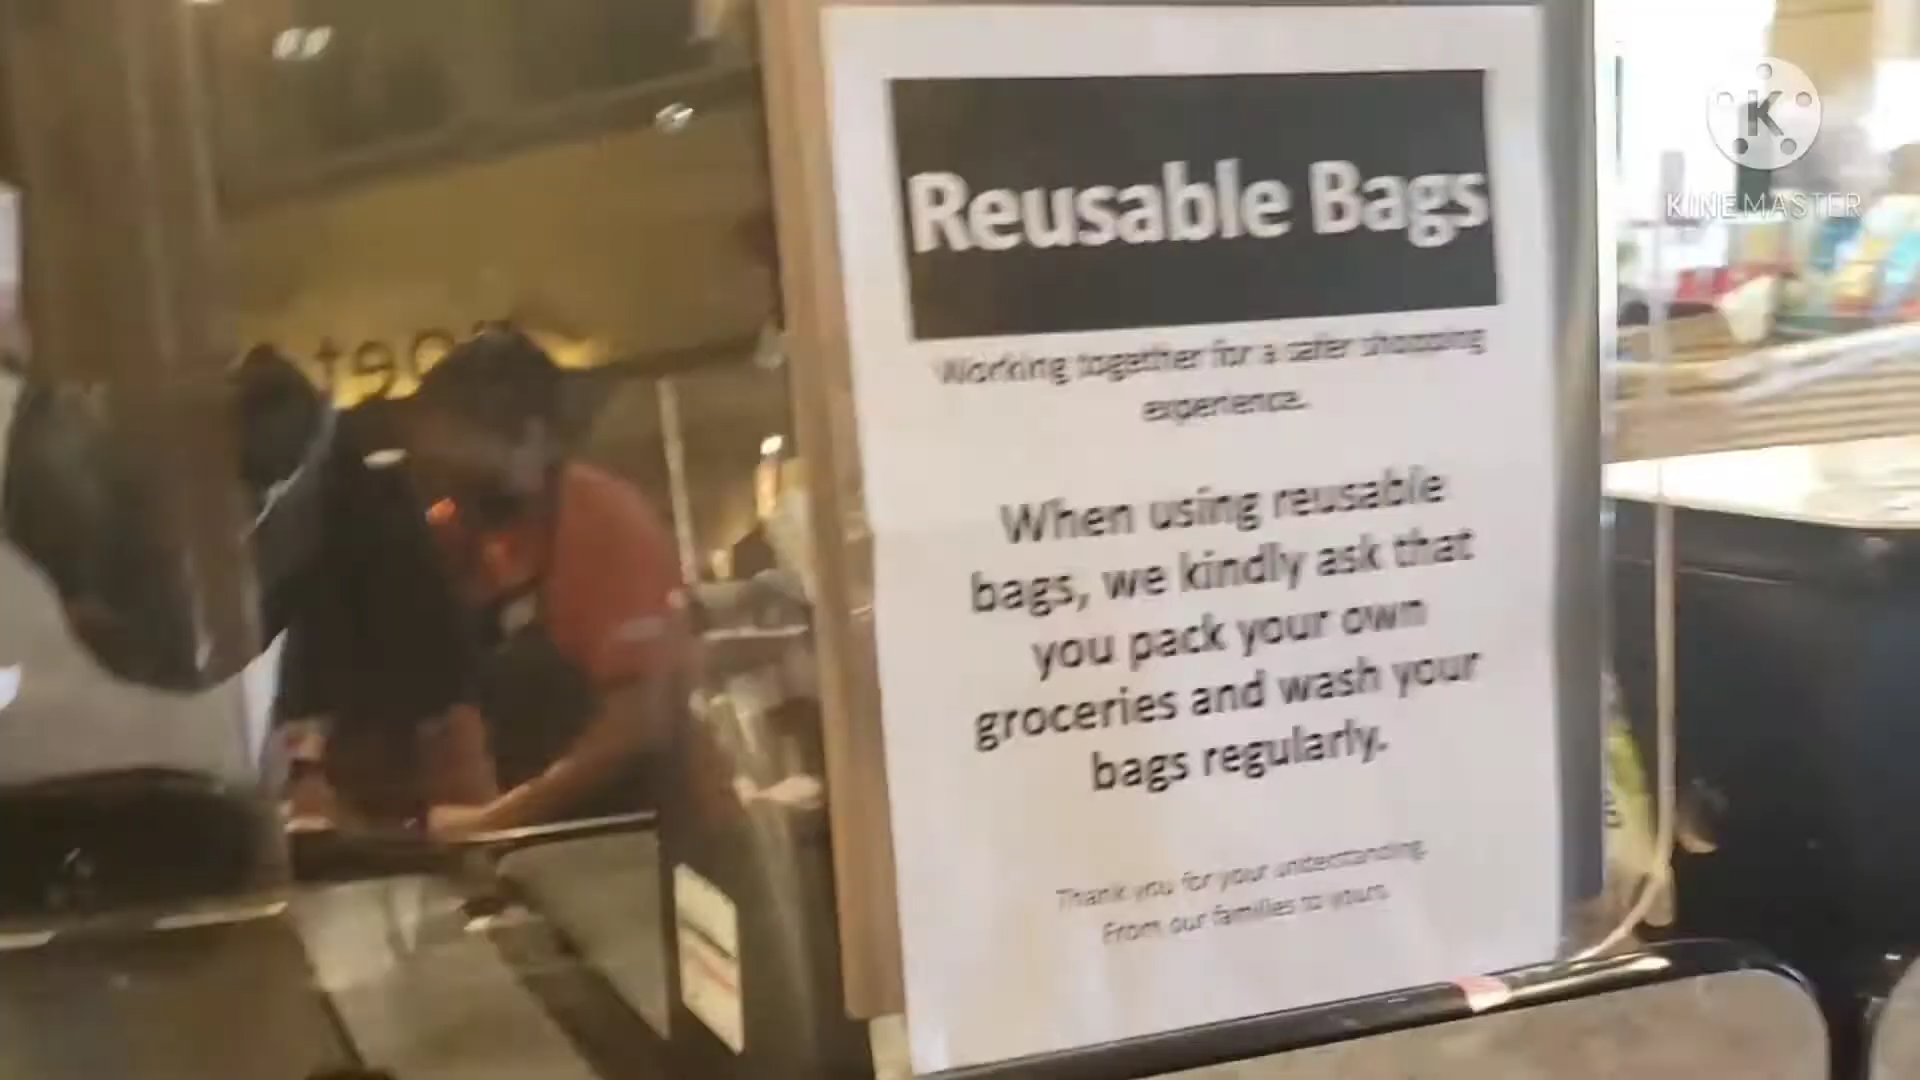 Reusable Bags
Working together for a safer shopping
experience.
When using reusable
bags, we kindly ask that
you pack your own
groceries and wash your
bags regularly.
Thank you for your understanding.
From our families to yours.
K
KINEMASTER